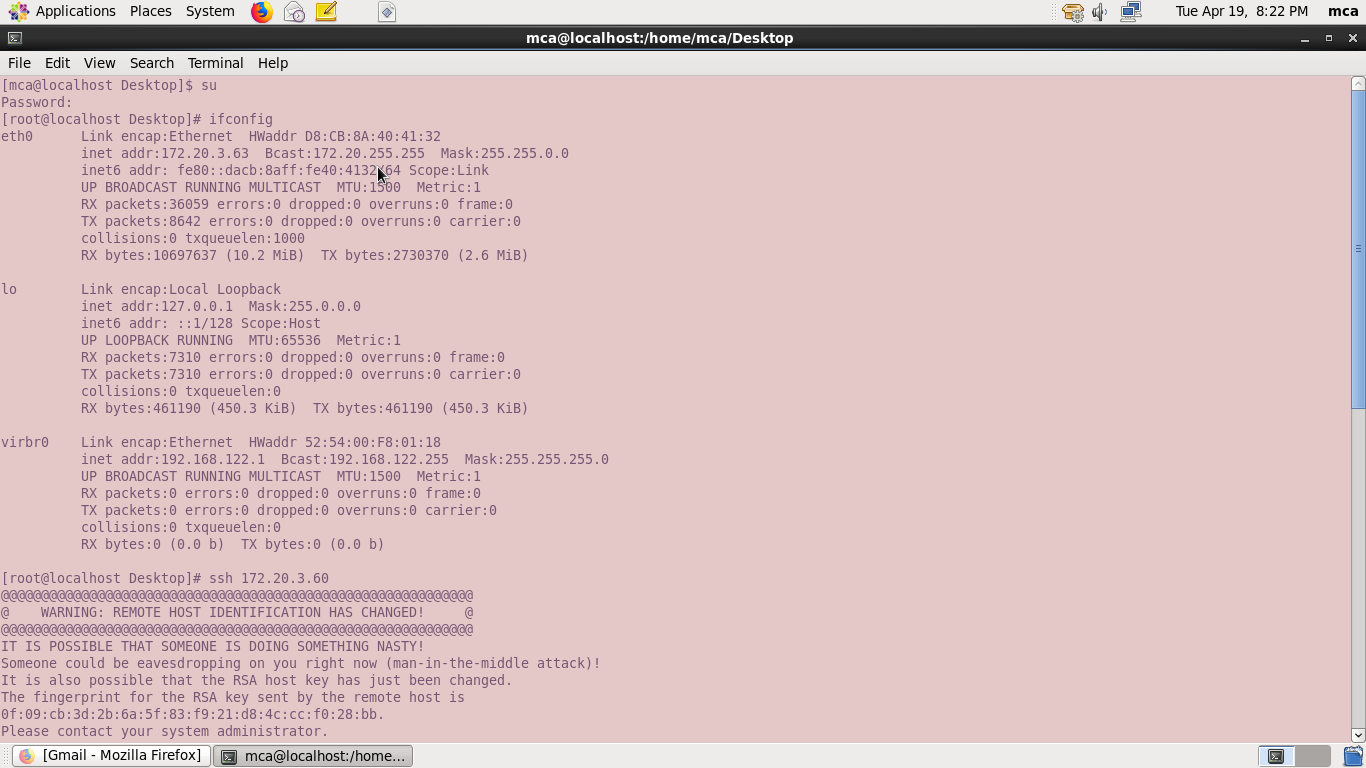 Applications Places System Tue Apr 19, 8:22 PM mca
mca@localhost:/home/mca/Desktop
File Edit View Search Terminal Help
[mca@localhost Desktop]$ su
Password:
[root@localhost Desktop]# ifconfig
eth0      Link encap:Ethernet  HWaddr D8:CB:8A:40:41:32
          inet addr:172.20.3.63  Bcast:172.20.255.255  Mask:255.255.0.0
          inet6 addr: fe80::dacb:8aff:fe40:4132/64 Scope:Link
          UP BROADCAST RUNNING MULTICAST  MTU:1500  Metric:1
          RX packets:36059 errors:0 dropped:0 overruns:0 frame:0
          TX packets:8642 errors:0 dropped:0 overruns:0 carrier:0
          collisions:0 txqueuelen:1000
          RX bytes:10697637 (10.2 MiB)  TX bytes:2730370 (2.6 MiB)

lo        Link encap:Local Loopback
          inet addr:127.0.0.1  Mask:255.0.0.0
          inet6 addr: ::1/128 Scope:Host
          UP LOOPBACK RUNNING  MTU:65536  Metric:1
          RX packets:7310 errors:0 dropped:0 overruns:0 frame:0
          TX packets:7310 errors:0 dropped:0 overruns:0 carrier:0
          collisions:0 txqueuelen:0
          RX bytes:461190 (450.3 KiB)  TX bytes:461190 (450.3 KiB)

virbr0    Link encap:Ethernet  HWaddr 52:54:00:F8:01:18
          inet addr:192.168.122.1  Bcast:192.168.122.255  Mask:255.255.255.0
          UP BROADCAST RUNNING MULTICAST  MTU:1500  Metric:1
          RX packets:0 errors:0 dropped:0 overruns:0 frame:0
          TX packets:0 errors:0 dropped:0 overruns:0 carrier:0
          collisions:0 txqueuelen:0
          RX bytes:0 (0.0 b)  TX bytes:0 (0.0 b)

[root@localhost Desktop]# ssh 172.20.3.60
@@@@@@@@@@@@@@@@@@@@@@@@@@@@@@@@@@@@@@@@@@@@@@@@@@@@@@@@@@@
@    WARNING: REMOTE HOST IDENTIFICATION HAS CHANGED!     @
@@@@@@@@@@@@@@@@@@@@@@@@@@@@@@@@@@@@@@@@@@@@@@@@@@@@@@@@@@@
IT IS POSSIBLE THAT SOMEONE IS DOING SOMETHING NASTY!
Someone could be eavesdropping on you right now (man-in-the-middle attack)!
It is also possible that the RSA host key has just been changed.
The fingerprint for the RSA key sent by the remote host is
0f:09:cb:3d:2b:6a:5f:83:f9:21:d8:4c:cc:f0:28:bb.
Please contact your system administrator.
[Gmail - Mozilla Firefox] mca@localhost:/home...